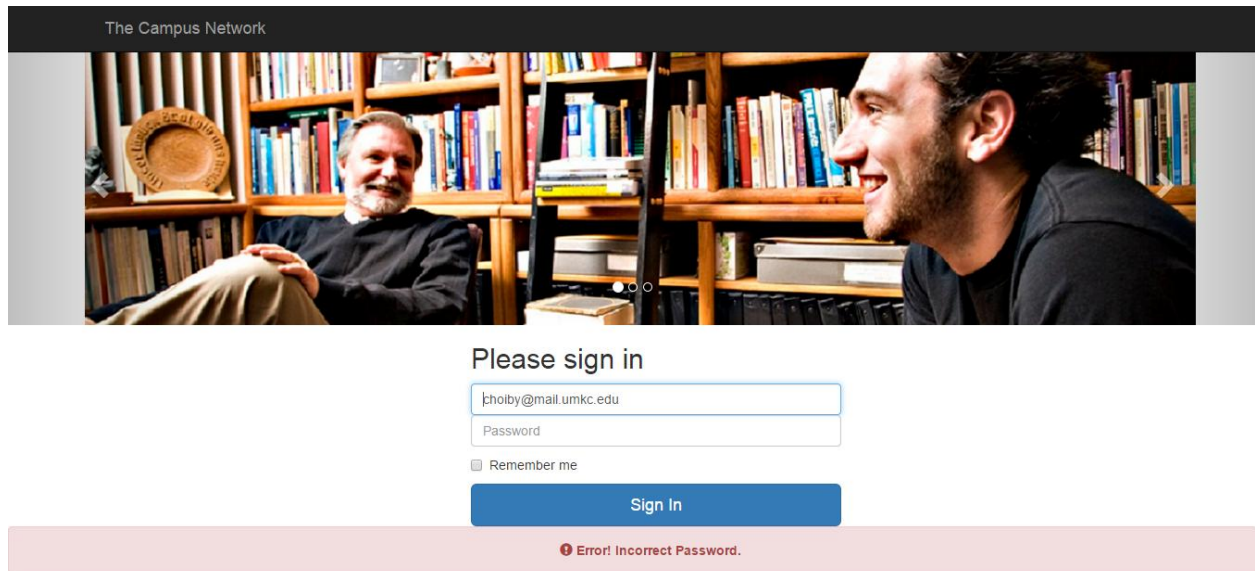 The Campus Network
Please sign in
choiby@mail.umkc.edu
Password
Remember me
Sign In
Error! Incorrect Password.